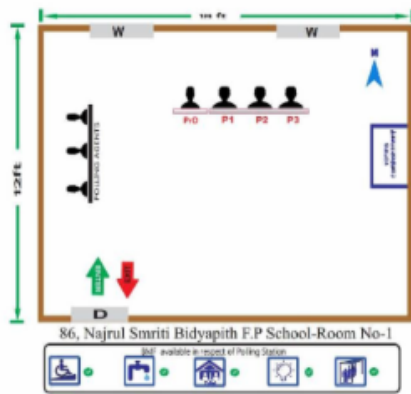 W
W
N
PrO
P1
P2
P3
POLLING AGENTS
12ft
D
86, Najrul Smriti Bidyapith F.P School-Room No-1
BMF available in respect of Polling Station